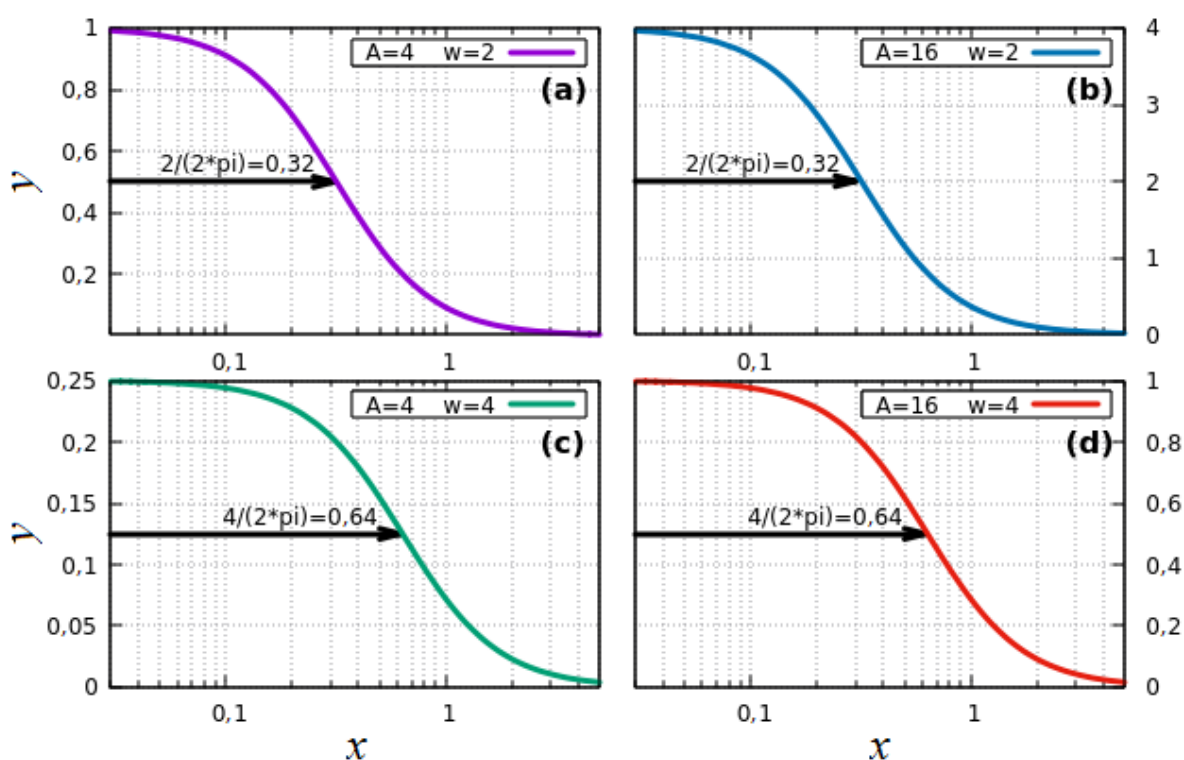 1
A=4 w=2
(a)
0,8
0,6
2/(2*pi)=0,32
y
0,4
0,2
0,1 1
4
A=16 w=2
(b)
3
2/(2*pi)=0,32
2
1
0
0,1 1
0,25
A=4 w=4
(c)
0,2
0,15
4/(2*pi)=0,64
y
0,1
0,05
0
0,1 1
x
1
A=16 w=4
(d)
0,8
0,6
4/(2*pi)=0,64
0,4
0,2
0
0,1 1
x